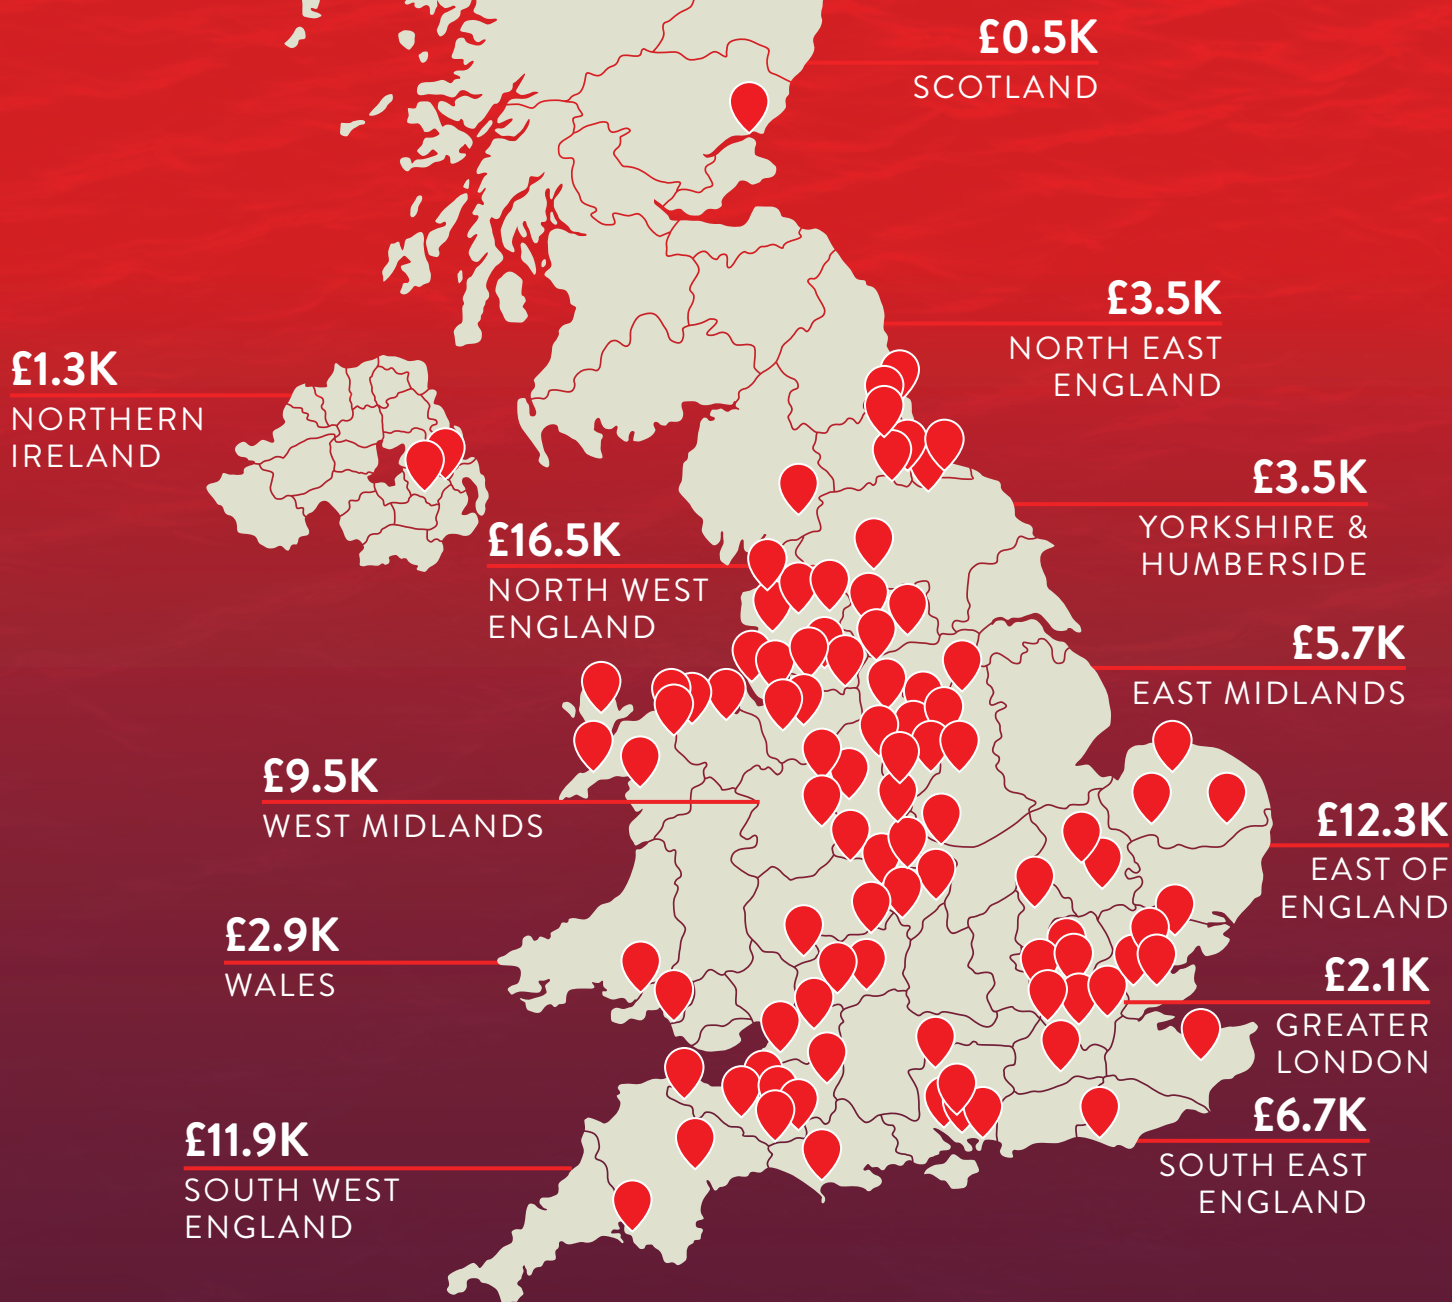 £0.5K
SCOTLAND
£3.5K
NORTH EAST
ENGLAND
£1.3K
NORTHERN
IRELAND
£3.5K
YORKSHIRE &
HUMBERSIDE
£16.5K
NORTH WEST
ENGLAND
£5.7K
EAST MIDLANDS
£9.5K
WEST MIDLANDS
£12.3K
EAST OF
ENGLAND
£2.9K
WALES
£2.1K
GREATER
LONDON
£6.7K
SOUTH EAST
ENGLAND
£11.9K
SOUTH WEST
ENGLAND